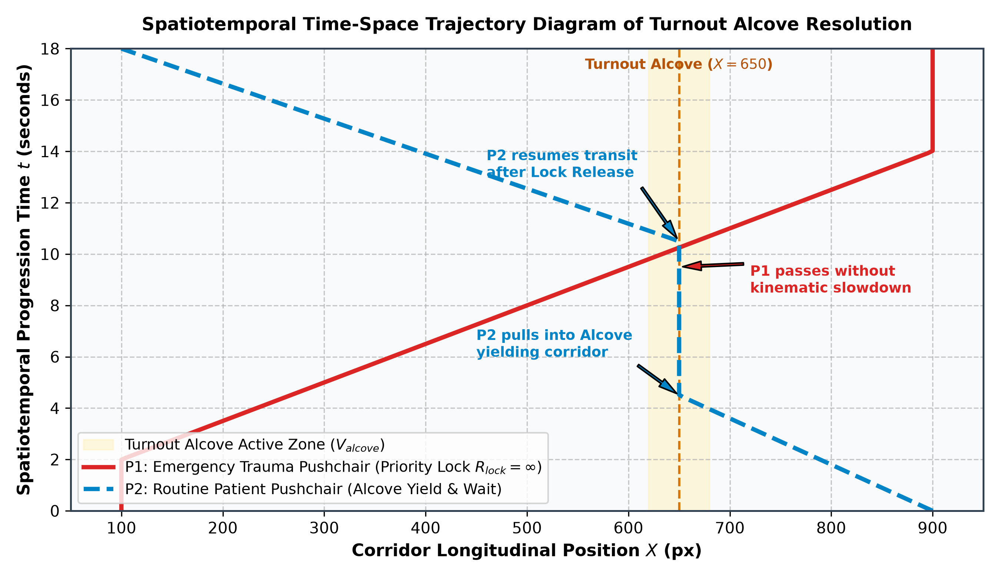 Spatiotemporal Time-Space Trajectory Diagram of Turnout Alcove Resolution
Spatiotemporal Progression Time t (seconds)
18
16
14
12
10
8
6
4
2
0
Turnout Alcove (X = 650)
P2 resumes transit
after Lock Release
P1 passes without
kinematic slowdown
P2 pulls into Alcove
yielding corridor
Turnout Alcove Active Zone (V_alcove)
P1: Emergency Trauma Pushchair (Priority Lock R_lock = ∞)
P2: Routine Patient Pushchair (Alcove Yield & Wait)
100 200 300 400 500 600 700 800 900
Corridor Longitudinal Position X (px)